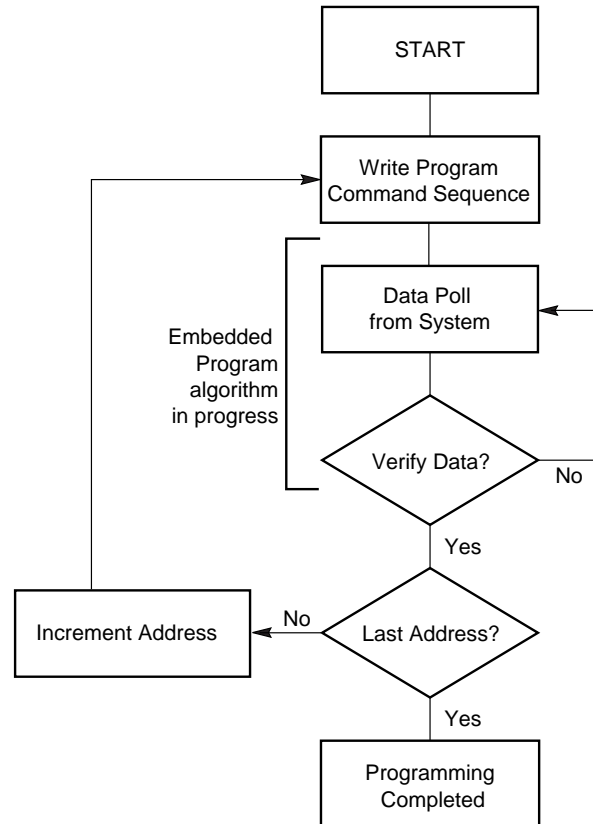 START
Write Program
Command Sequence
Data Poll
from System
Embedded
Program
algorithm
in progress
Verify Data?
No
Yes
Increment Address
No
Last Address?
Yes
Programming
Completed